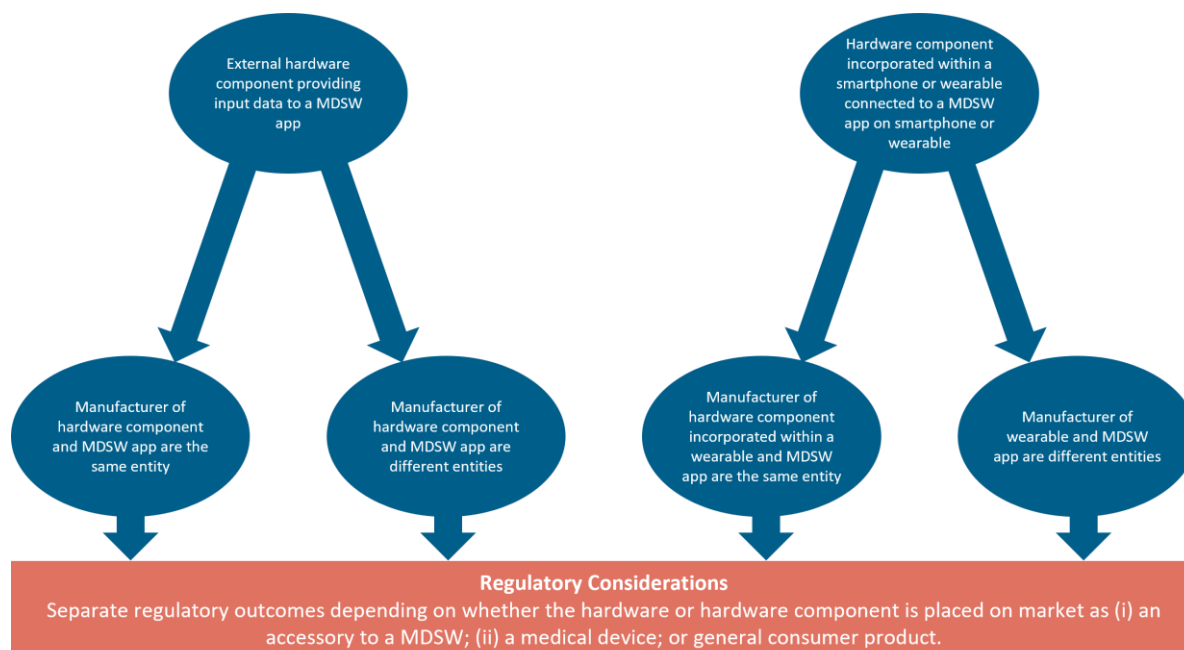 External hardware
component providing
input data to a MDSW
app
Hardware component
incorporated within a
smartphone or wearable
connected to a MDSW
app on smartphone or
wearable
Manufacturer of
hardware component
and MDSW app are the
same entity
Manufacturer of
hardware component
and MDSW app are
different entities
Manufacturer of
hardware component
incorporated within a
wearable and MDSW
app are the same entity
Manufacturer of
wearable and MDSW
app are different entities
Regulatory Considerations
Separate regulatory outcomes depending on whether the hardware or hardware component is placed on market as (i) an
accessory to a MDSW; (ii) a medical device; or general consumer product.